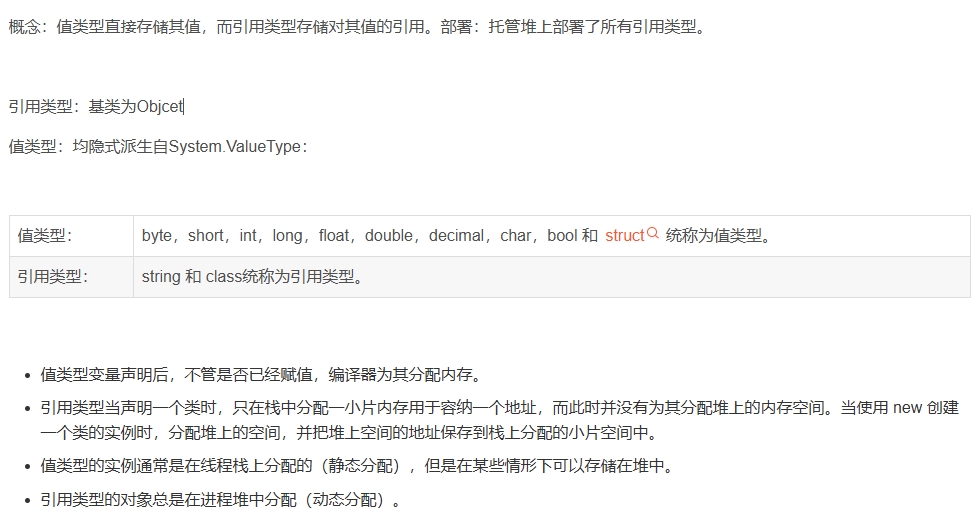 概念：值类型直接存储其值，而引用类型存储对其值的引用。部署：托管堆上部署了所有引用类型。
引用类型：基类为Objcet
值类型：均隐式派生自System.ValueType：
值类型： byte，short，int，long，float，double，decimal，char，bool 和 struct 统称为值类型。
引用类型： string 和 class统称为引用类型。
• 值类型变量声明后，不管是否已经赋值，编译器为其分配内存。
• 引用类型当声明一个类时，只在栈中分配一小片内存用于容纳一个地址，而此时并没有为其分配堆上的内存空间。当使用 new 创建
一个类的实例时，分配堆上的空间，并把堆上空间的地址保存到栈上分配的小片空间中。
• 值类型的实例通常是在线程栈上分配的（静态分配），但是在某些情形下可以存储在堆中。
• 引用类型的对象总是在进程堆中分配（动态分配）。